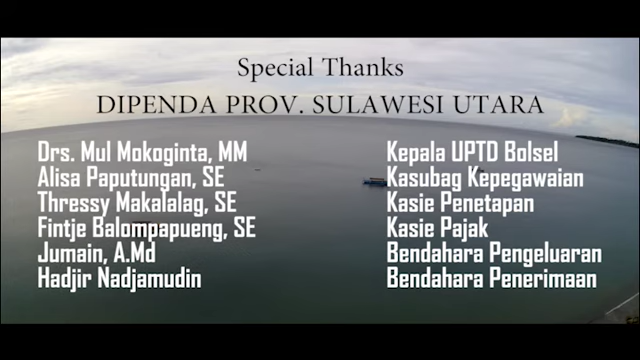 Special Thanks
DIPENDA PROV. SULAWESI UTARA
Drs. Mul Mokoginta, MM Kepala UPTD Bolsel
Alisa Paputungan, SE Kasubag Kepegawaian
Thressy Makalalag, SE Kasie Penetapan
Fintje Balompapueng, SE Kasie Pajak
Jumain, A.Md Bendahara Pengeluaran
Hadjir Nadjamudin Bendahara Penerimaan